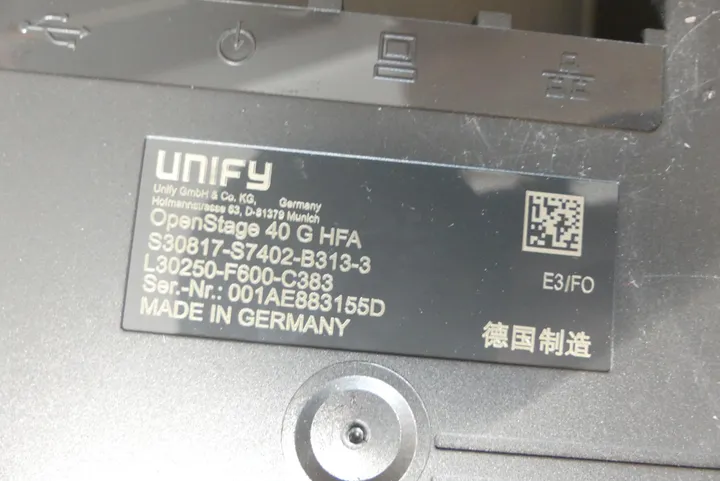 UNIFY
Unify GmbH & Co. KG, Germany
Hofmannstrasse 63, D-81379 Munich
OpenStage 40 G HFA
S30817-S7402-B313-3
L30250-F600-C383
Ser.-Nr.: 001AE883155D
MADE IN GERMANY
E3/FO
德国制造